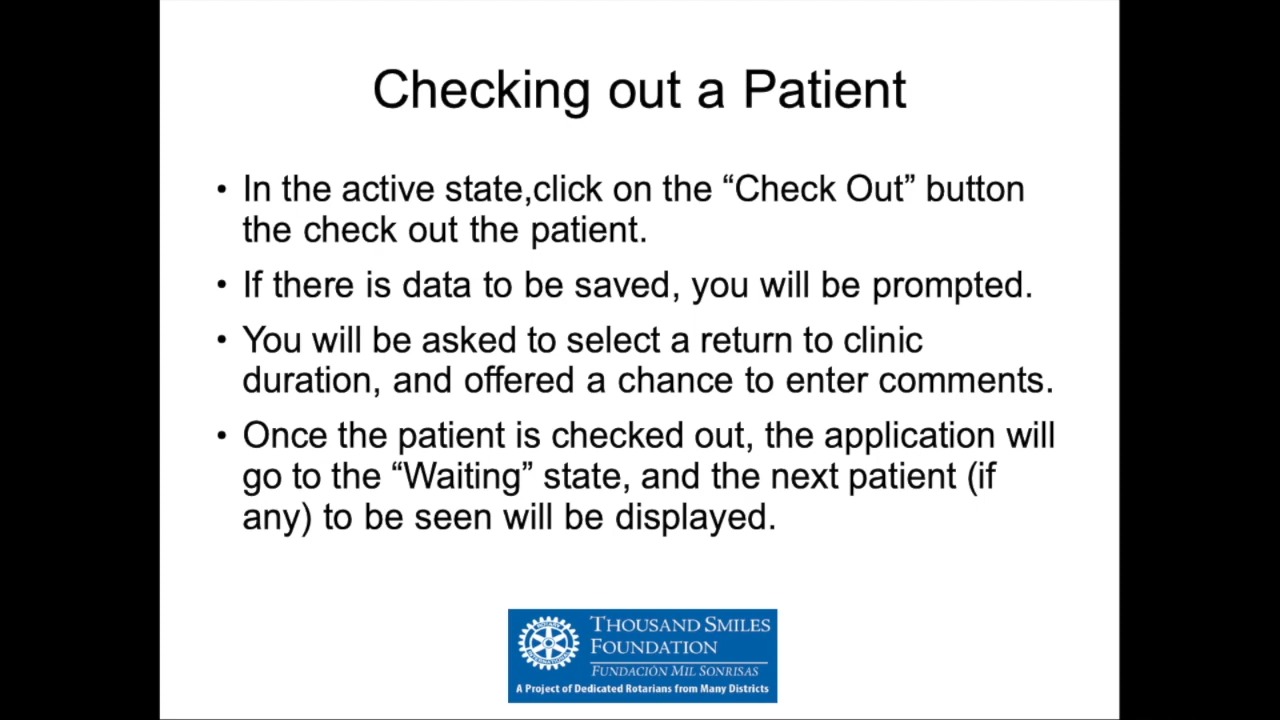 Checking out a Patient
• In the active state,click on the “Check Out” button
the check out the patient.
• If there is data to be saved, you will be prompted.
• You will be asked to select a return to clinic
duration, and offered a chance to enter comments.
• Once the patient is checked out, the application will
go to the “Waiting” state, and the next patient (if
any) to be seen will be displayed.
ROTARY
INTERNATIONAL
THOUSAND SMILES
FOUNDATION
FUNDACIÓN MIL SONRISAS
A Project of Dedicated Rotarians from Many Districts